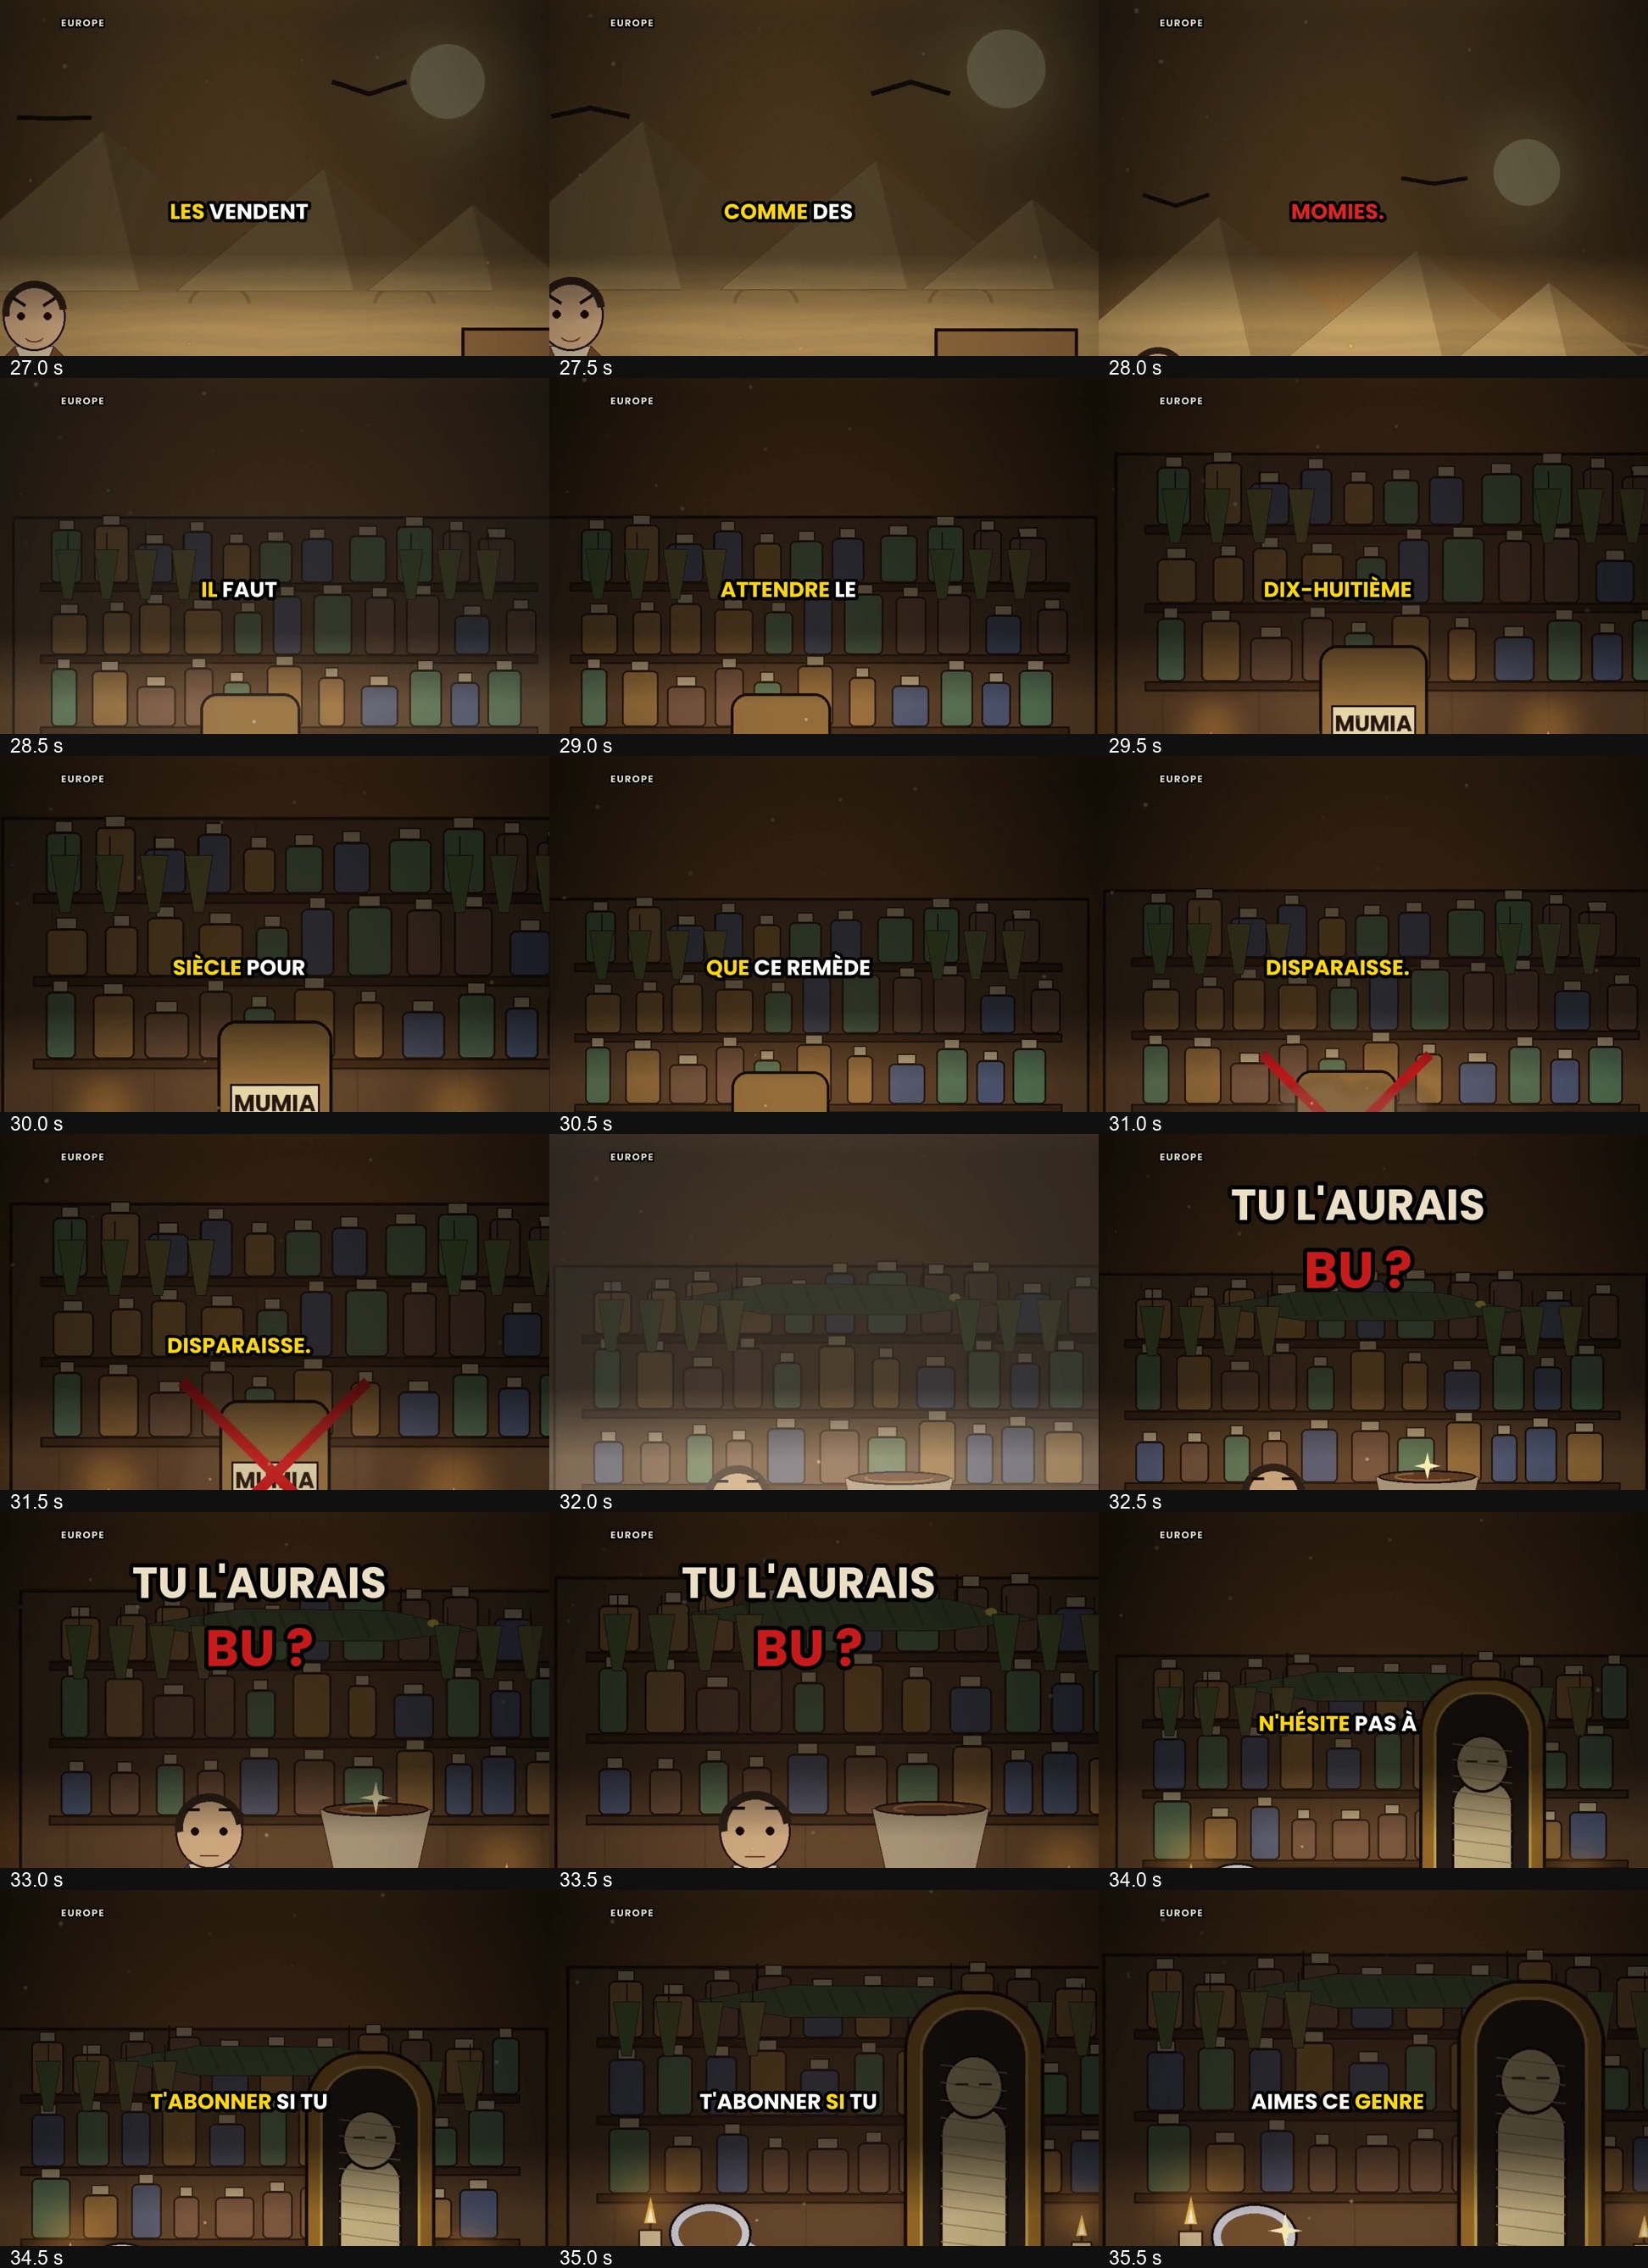 EUROPE
EUROPE
EUROPE
LES VENDENT
COMME DES
MOMIES.
27.0 s
27.5 s
28.0 s
EUROPE
EUROPE
EUROPE
IL FAUT
ATTENDRE LE
DIX-HUITIÈME
MUMIA
28.5 s
29.0 s
29.5 s
EUROPE
EUROPE
EUROPE
SIÈCLE POUR
QUE CE REMÈDE
DISPARAISSE.
MUMIA
30.0 s
30.5 s
31.0 s
EUROPE
EUROPE
EUROPE
TU L'AURAIS
BU ?
DISPARAISSE.
MUMIA
31.5 s
32.0 s
32.5 s
EUROPE
EUROPE
EUROPE
TU L'AURAIS
BU ?
TU L'AURAIS
BU ?
N'HÉSITE PAS À
33.0 s
33.5 s
34.0 s
EUROPE
EUROPE
EUROPE
T'ABONNER SI TU
T'ABONNER SI TU
AIMES CE GENRE
34.5 s
35.0 s
35.5 s